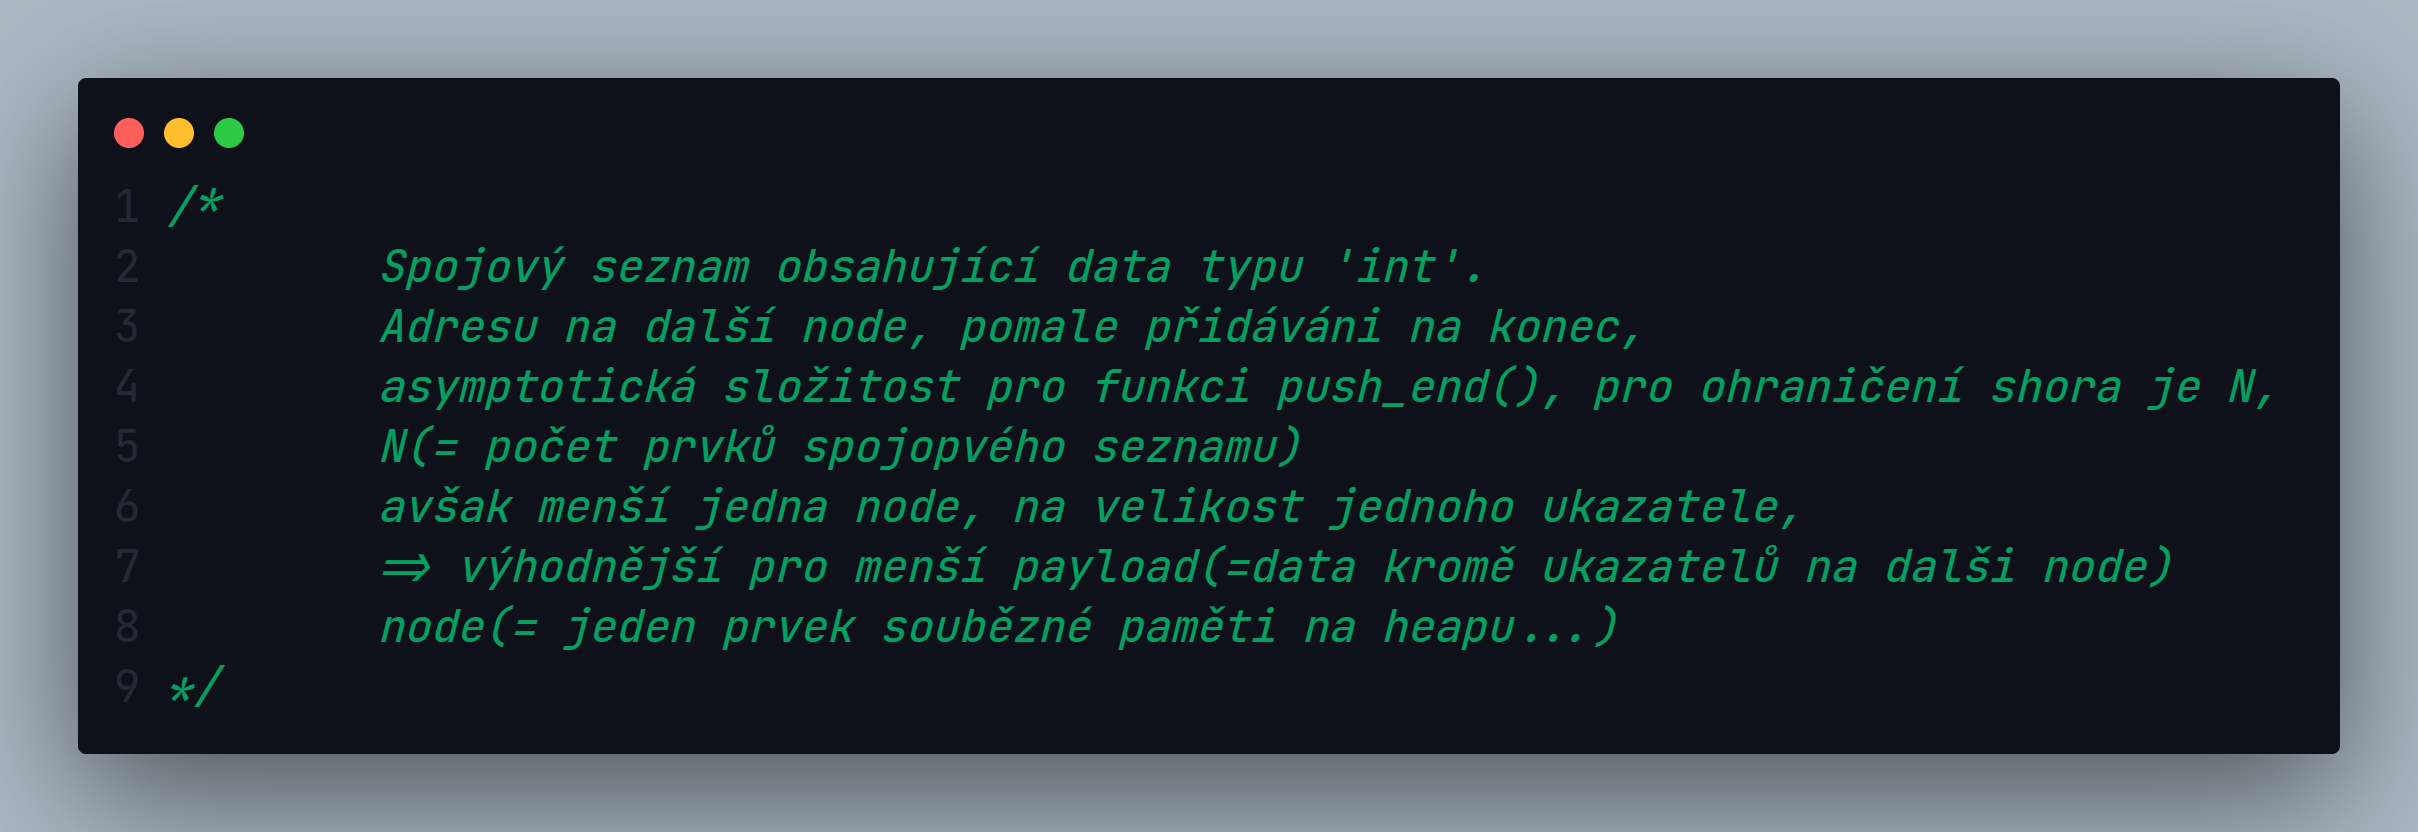 1 /*
2 Spojový seznam obsahující data typu 'int'.
3 Adresu na další node, pomale přidáváni na konec,
4 asymptotická složitost pro funkci push_end(), pro ohraničení shora je N,
5 N(= počet prvků spojopvého seznamu)
6 avšak menší jedna node, na velikost jednoho ukazatele,
7 => výhodnější pro menší payload(=data kromě ukazatelů na dalši node)
8 node(= jeden prvek soubězné paměti na heapu...)
9 */